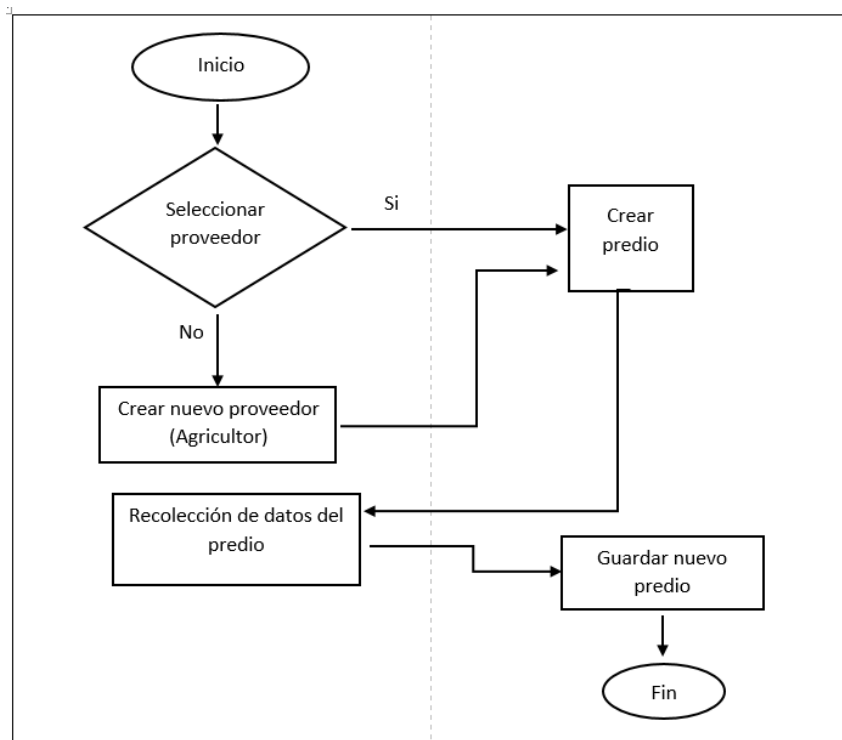 Inicio
Seleccionar
proveedor
Si
Crear
predio
No
Crear nuevo proveedor
(Agricultor)
Recolección de datos del
predio
Guardar nuevo
predio
Fin